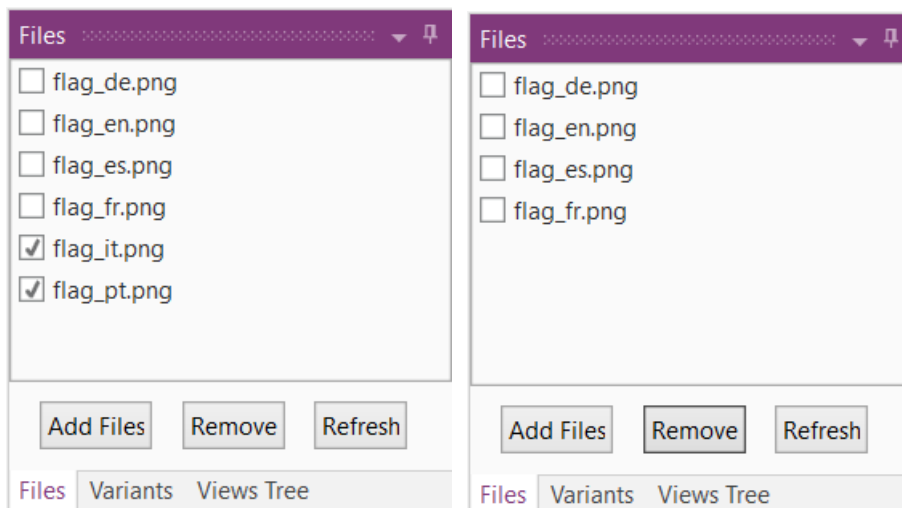 Files
flag_de.png
flag_en.png
flag_es.png
flag_fr.png
flag_it.png
flag_pt.png
Add Files Remove Refresh
Files Variants Views Tree
Files
flag_de.png
flag_en.png
flag_es.png
flag_fr.png
Add Files Remove Refresh
Files Variants Views Tree